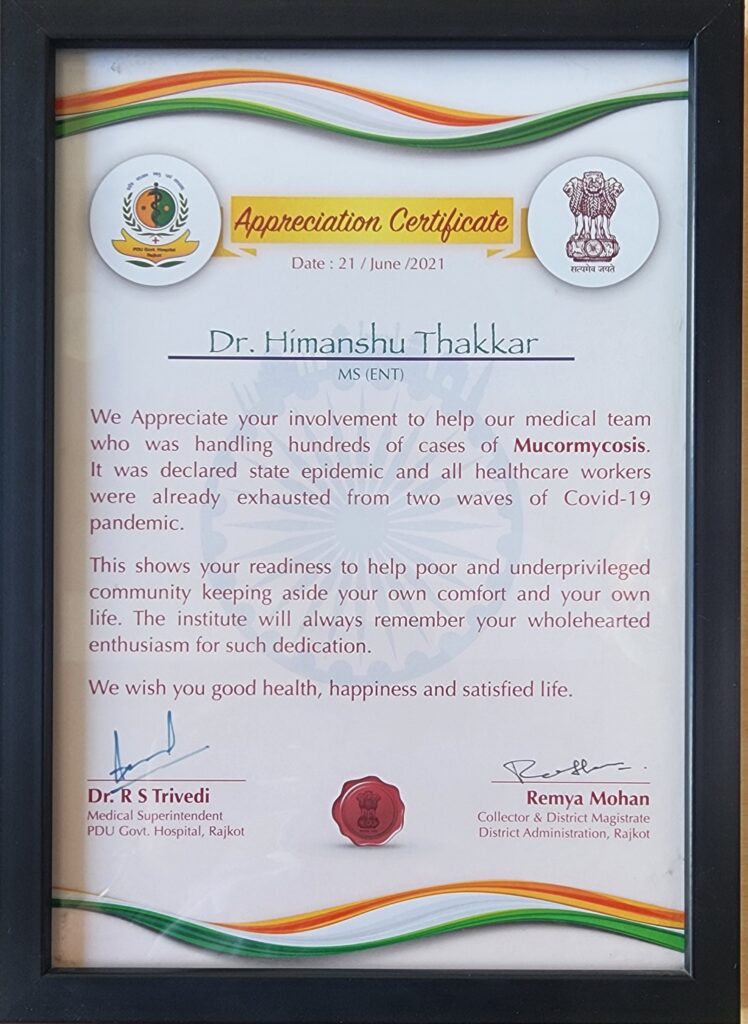 Appreciation Certificate
Date : 21 / June /2021
PDU Govt. Hospital
Rajkot
सत्यमेव जयते
Dr. Himanshu Thakkar
MS (ENT)
We Appreciate your involvement to help our medical team
who was handling hundreds of cases of Mucormycosis.
It was declared state epidemic and all healthcare workers
were already exhausted from two waves of Covid-19
pandemic.
This shows your readiness to help poor and underprivileged
community keeping aside your own comfort and your own
life. The institute will always remember your wholehearted
enthusiasm for such dedication.
We wish you good health, happiness and satisfied life.
Dr. R S Trivedi
Medical Superintendent
PDU Govt. Hospital, Rajkot
Remya Mohan
Collector & District Magistrate
District Administration, Rajkot